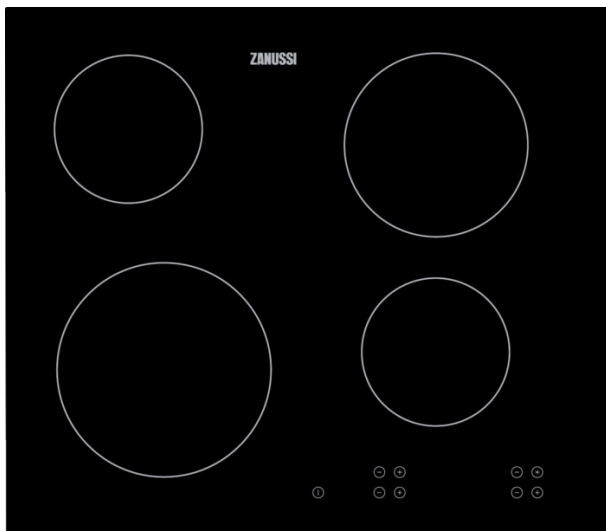 ZANUSSI
− + − +
− + − +